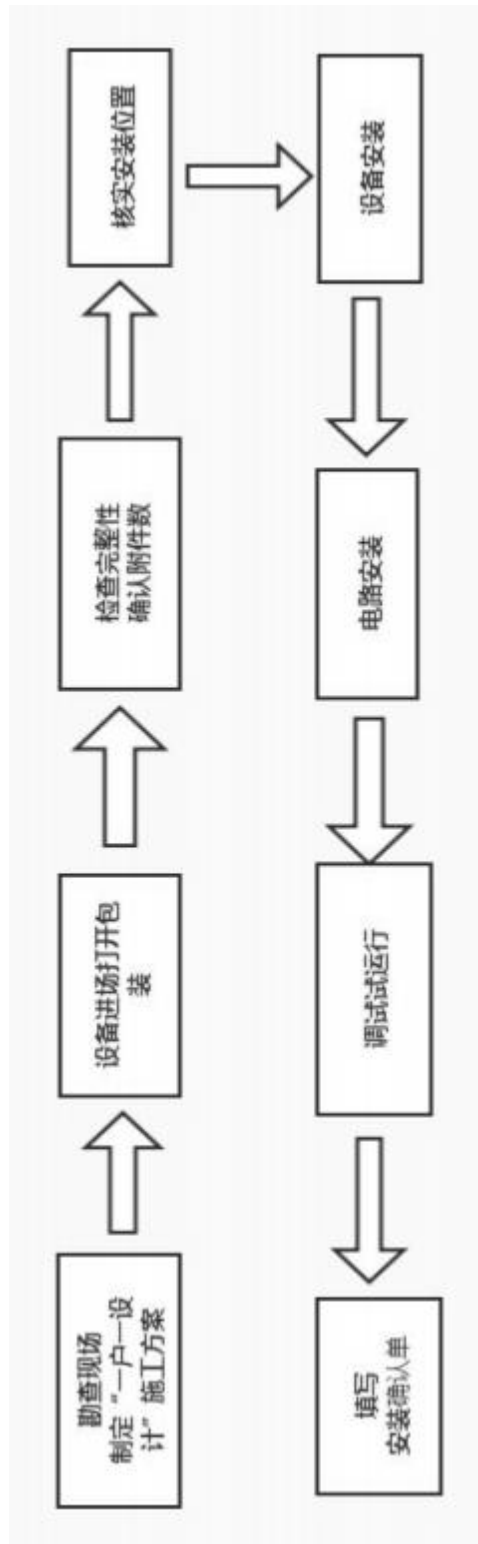 勘查现场
制定“一户一设
计”施工方案
设备进场打开包
装
检查完整性
确认附件数
核实安装位置
设备安装
电路安装
调试试运行
填写
安装确认单